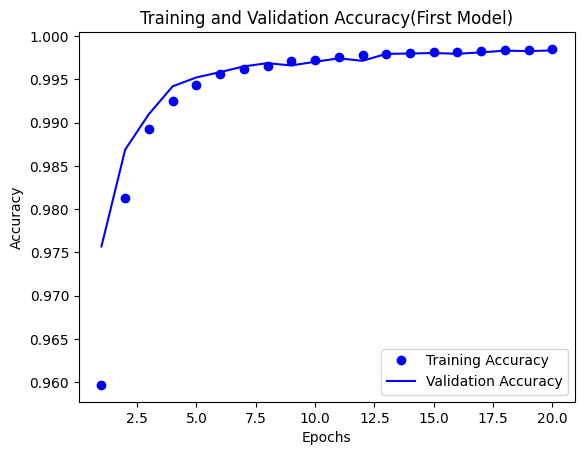 Training and Validation Accuracy(First Model)
1.000
0.995
0.990
0.985
0.980
0.975
0.970
0.965
0.960
Accuracy
Training Accuracy
Validation Accuracy
2.5 5.0 7.5 10.0 12.5 15.0 17.5 20.0
Epochs